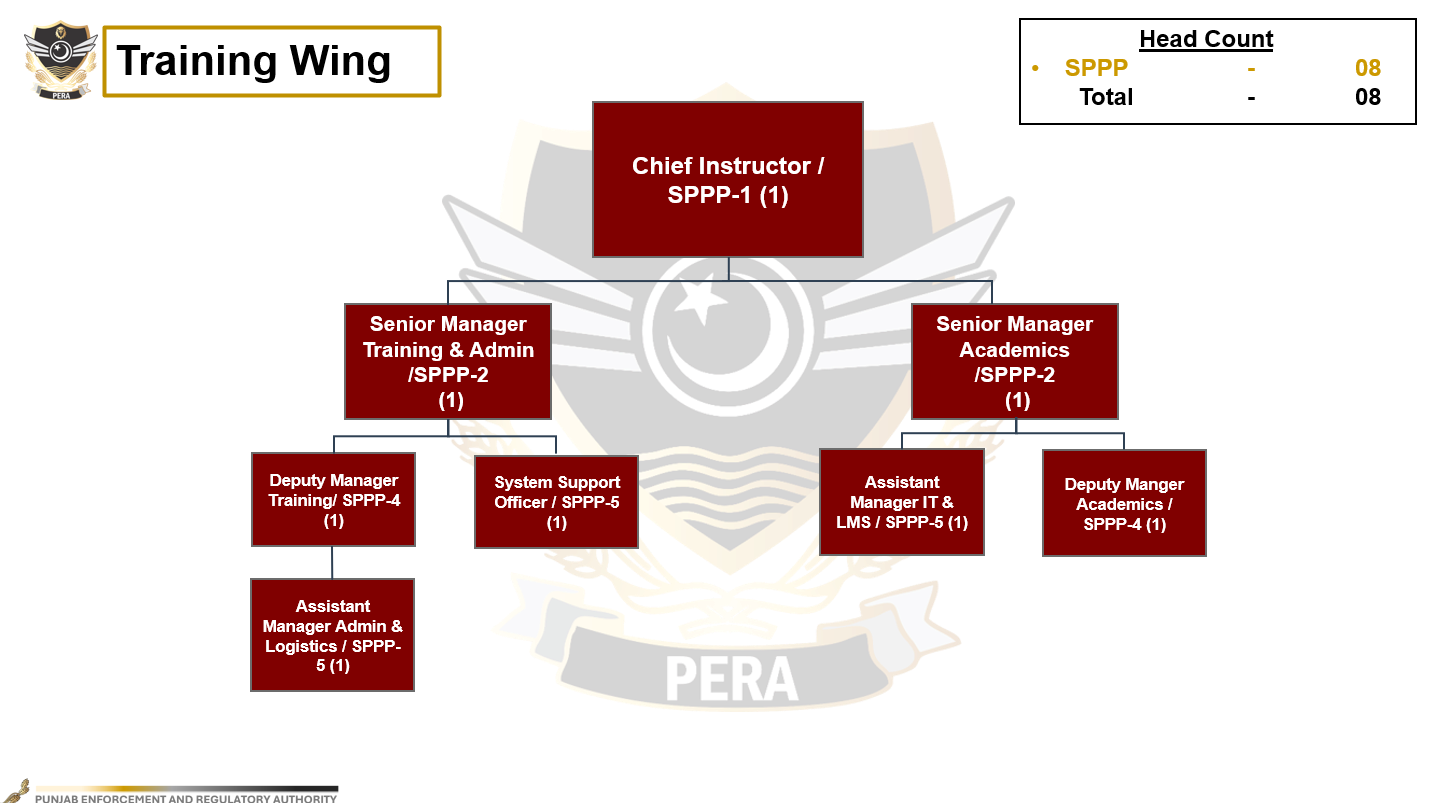 PERA
Training Wing
Head Count
• SPPP - 08
Total - 08
Chief Instructor /
SPPP-1 (1)
Senior Manager
Training & Admin
/SPPP-2
(1)
Senior Manager
Academics
/SPPP-2
(1)
Deputy Manager
Training/ SPPP-4
(1)
System Support
Officer / SPPP-5
(1)
Assistant
Manager IT &
LMS / SPPP-5 (1)
Deputy Manger
Academics /
SPPP-4 (1)
Assistant
Manager Admin &
Logistics / SPPP-
5 (1)
PERA
PUNJAB ENFORCEMENT AND REGULATORY AUTHORITY